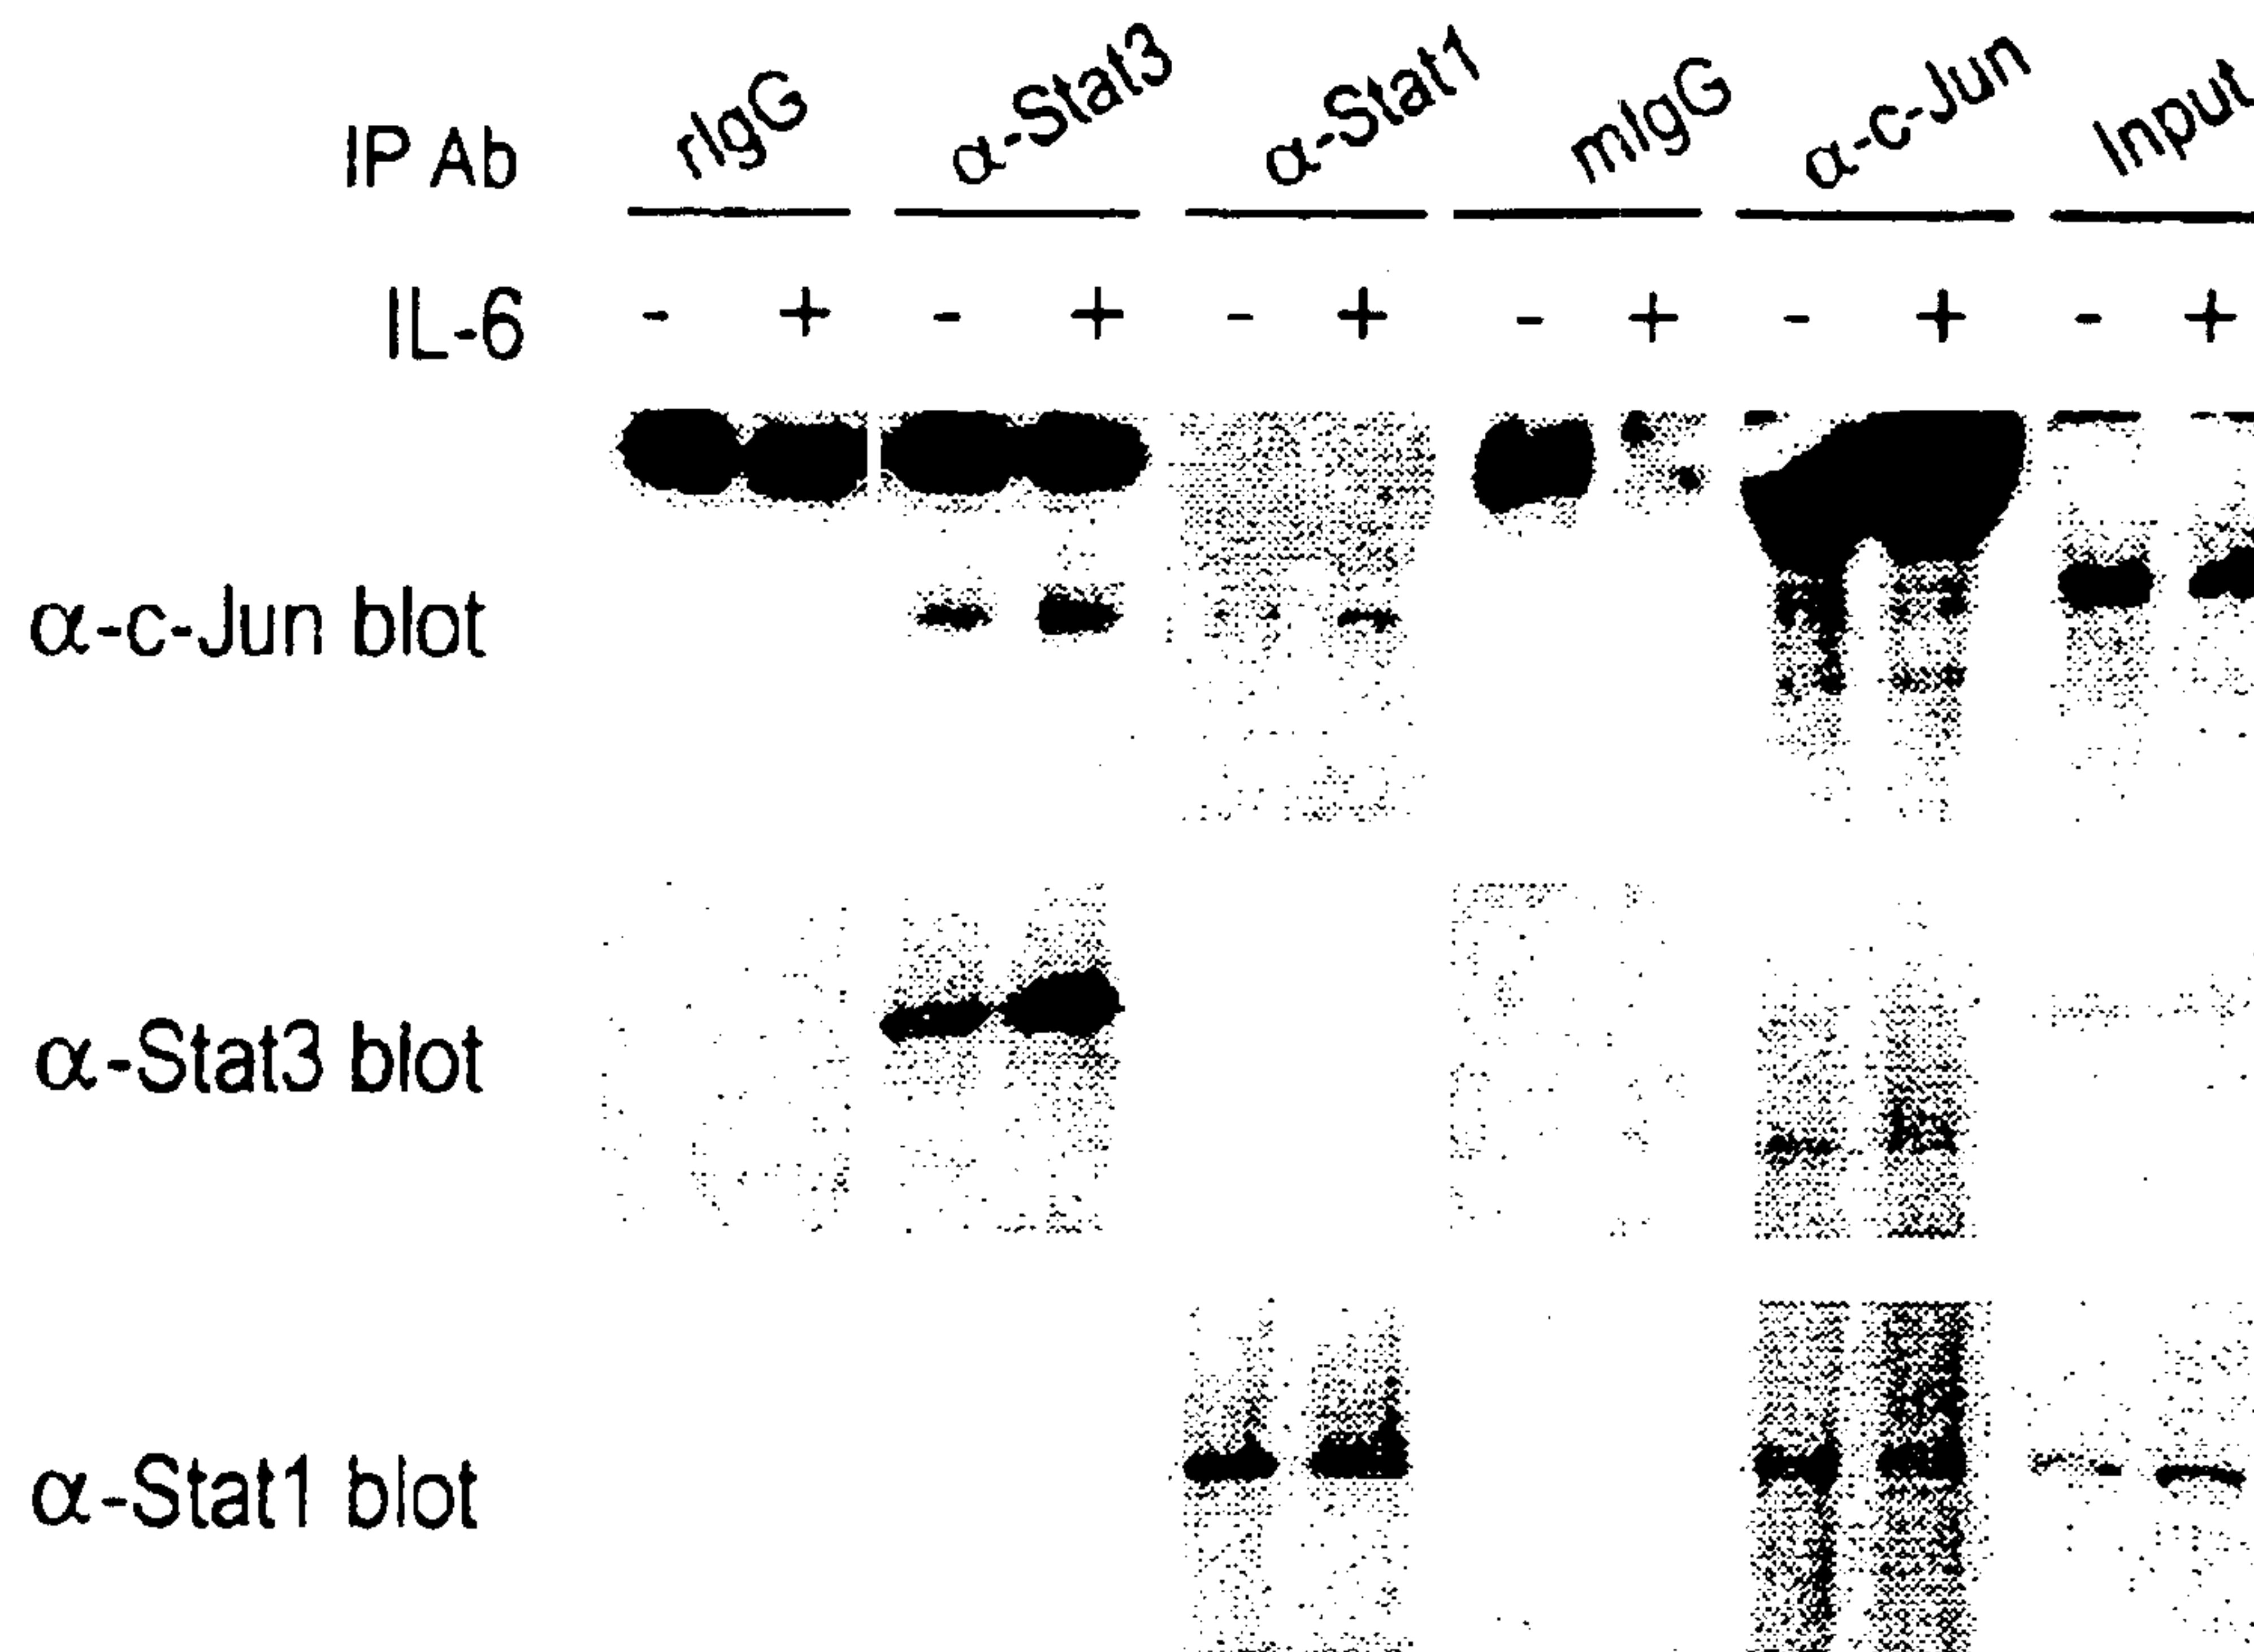 IP Ab rIgG α-Stat3 α-Stat1 mIgG α-c-Jun Input
IL-6 - + - + - + - + - + - +
α-c-Jun blot
α-Stat3 blot
α-Stat1 blot